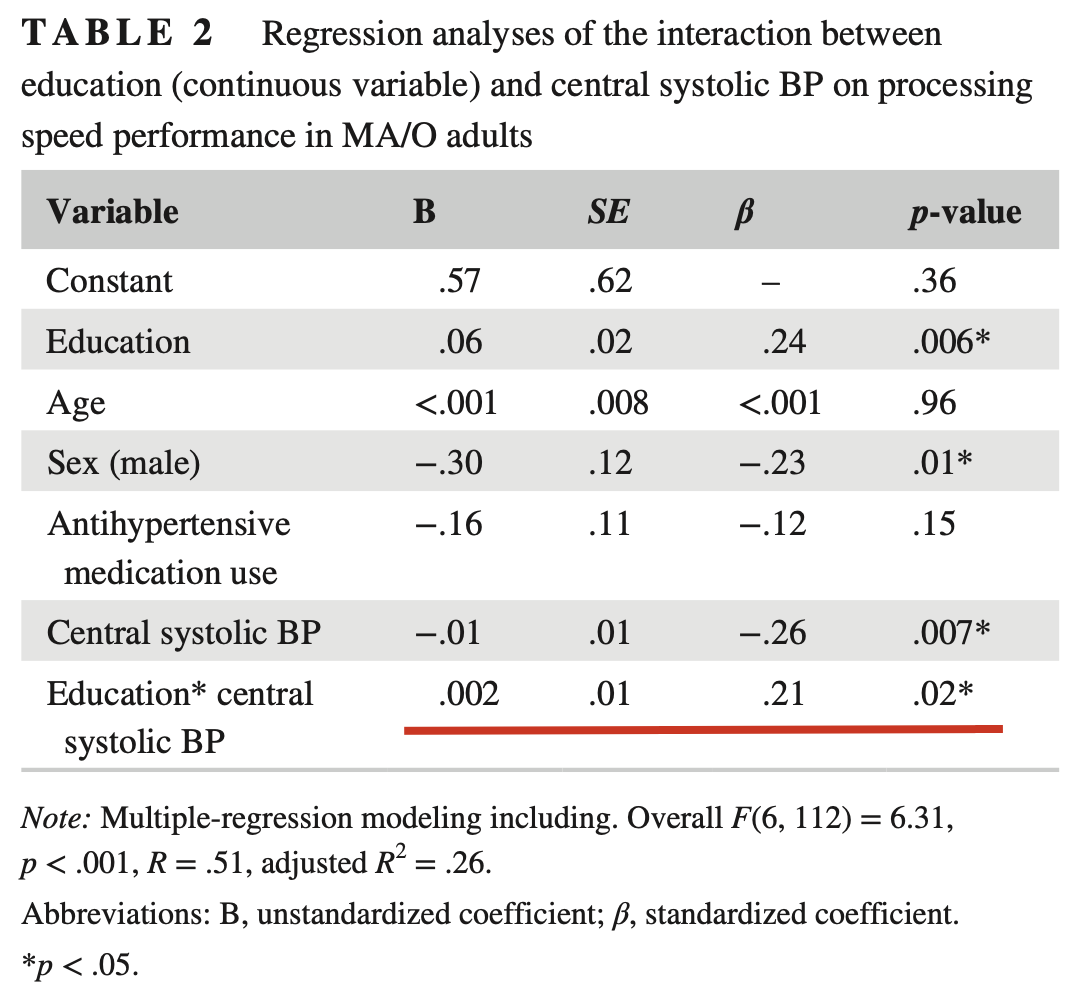 TABLE 2 Regression analyses of the interaction between
education (continuous variable) and central systolic BP on processing
speed performance in MA/O adults
Variable B SE β p-value
Constant .57 .62 – .36
Education .06 .02 .24 .006*
Age <.001 .008 <.001 .96
Sex (male) −.30 .12 −.23 .01*
Antihypertensive −.16 .11 −.12 .15
medication use
Central systolic BP −.01 .01 −.26 .007*
Education* central .002 .01 .21 .02*
systolic BP
Note: Multiple-regression modeling including. Overall F(6, 112) = 6.31,
p < .001, R = .51, adjusted R² = .26.
Abbreviations: B, unstandardized coefficient; β, standardized coefficient.
*p < .05.